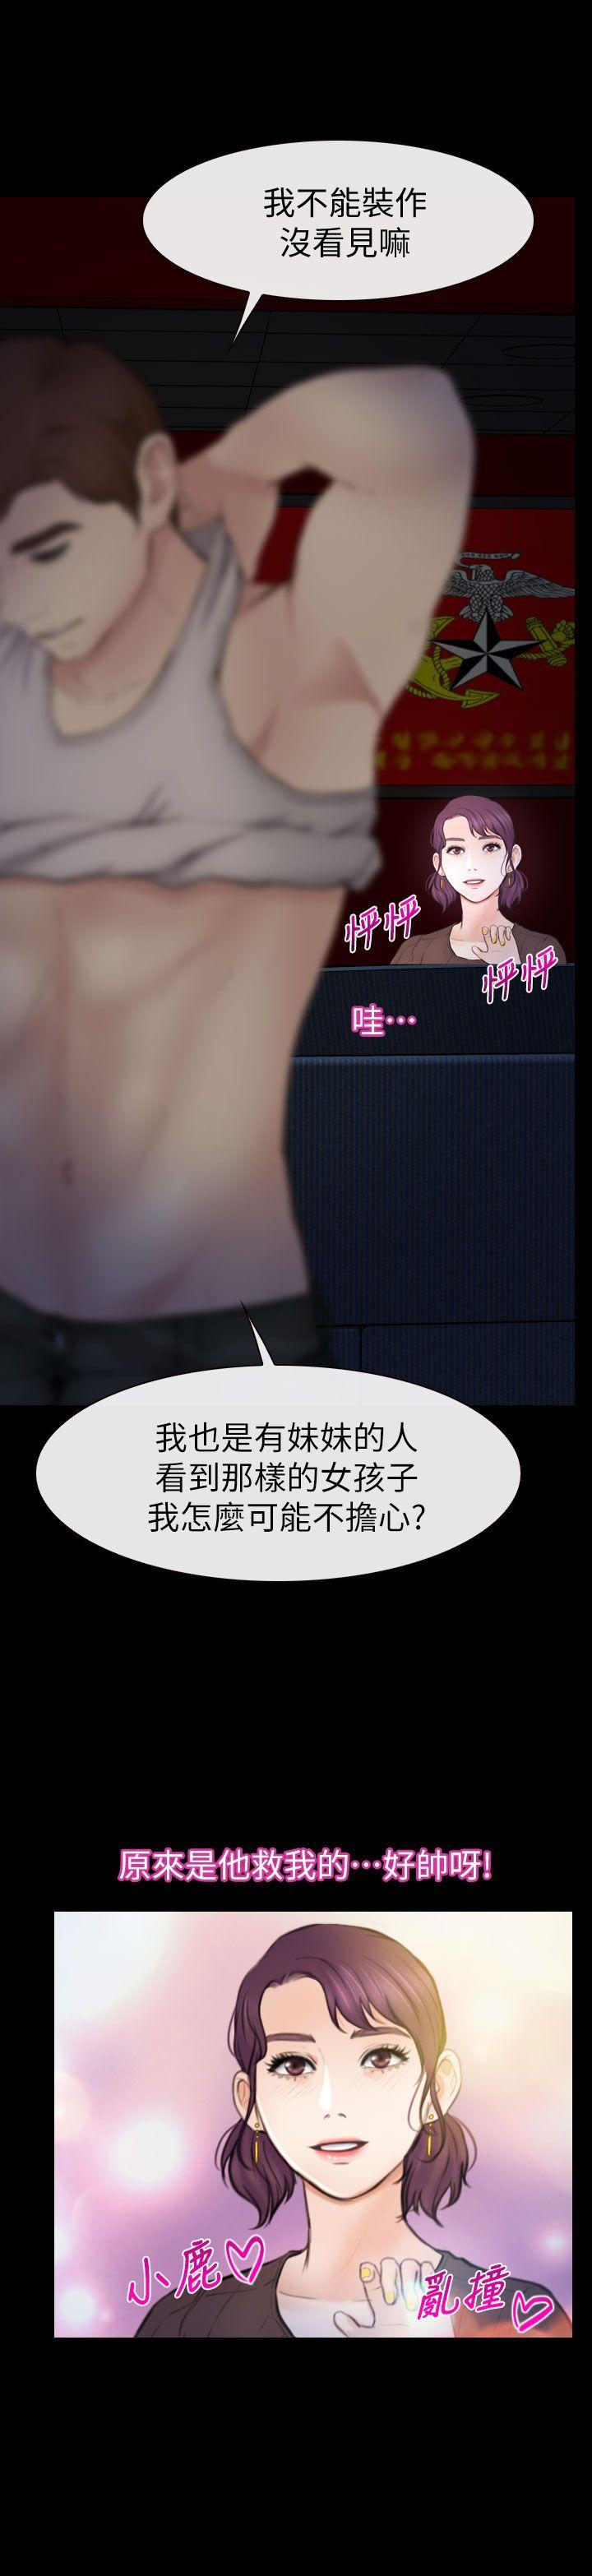 我不能裝作
沒看見嘛
怦怦
怦怦
哇…
我也是有妹妹的人
看到那樣的女孩子
我怎麼可能不擔心?
原來是他救我的…好帥呀!
小鹿♡
亂撞♡